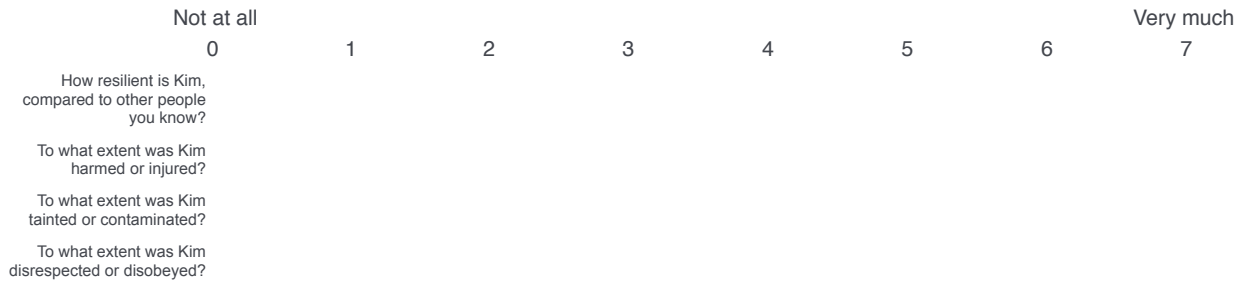 Not at all Very much
0 1 2 3 4 5 6 7
How resilient is Kim,
compared to other people
you know?
To what extent was Kim
harmed or injured?
To what extent was Kim
tainted or contaminated?
To what extent was Kim
disrespected or disobeyed?